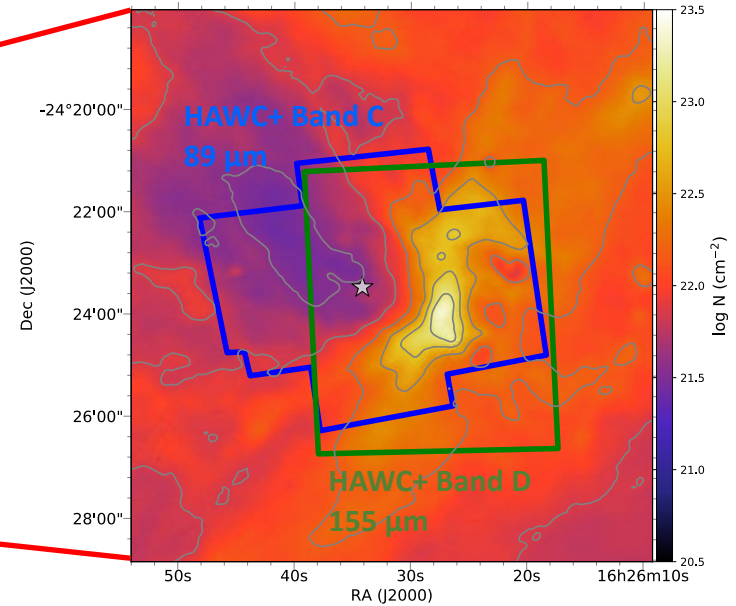 23.5
-24°20'00"
HAWC+ Band C
89 μm
23.0
22'00"
22.5
Dec (J2000)
24'00"
22.0
log N (cm⁻²)
21.5
26'00"
HAWC+ Band D
155 μm
21.0
28'00"
20.5
50s 40s 30s 20s 16h26m10s
RA (J2000)